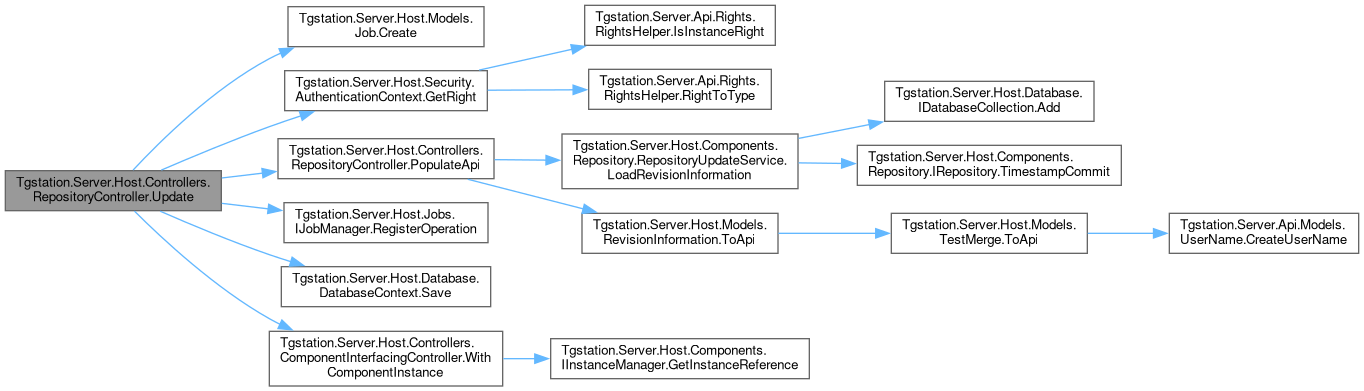 Tgstation.Server.Host.Controllers.
RepositoryController.Update
Tgstation.Server.Host.Models.
Job.Create
Tgstation.Server.Host.Security.
AuthenticationContext.GetRight
Tgstation.Server.Api.Rights.
RightsHelper.IsInstanceRight
Tgstation.Server.Api.Rights.
RightsHelper.RightToType
Tgstation.Server.Host.Controllers.
RepositoryController.PopulateApi
Tgstation.Server.Host.Components.
Repository.RepositoryUpdateService.
LoadRevisionInformation
Tgstation.Server.Host.Database.
IDatabaseCollection.Add
Tgstation.Server.Host.Components.
Repository.IRepository.TimestampCommit
Tgstation.Server.Host.Models.
RevisionInformation.ToApi
Tgstation.Server.Host.Models.
TestMerge.ToApi
Tgstation.Server.Api.Models.
UserName.CreateUserName
Tgstation.Server.Host.Jobs.
IJobManager.RegisterOperation
Tgstation.Server.Host.Database.
DatabaseContext.Save
Tgstation.Server.Host.Controllers.
ComponentInterfacingController.With
ComponentInstance
Tgstation.Server.Host.Components.
IInstanceManager.GetInstanceReference